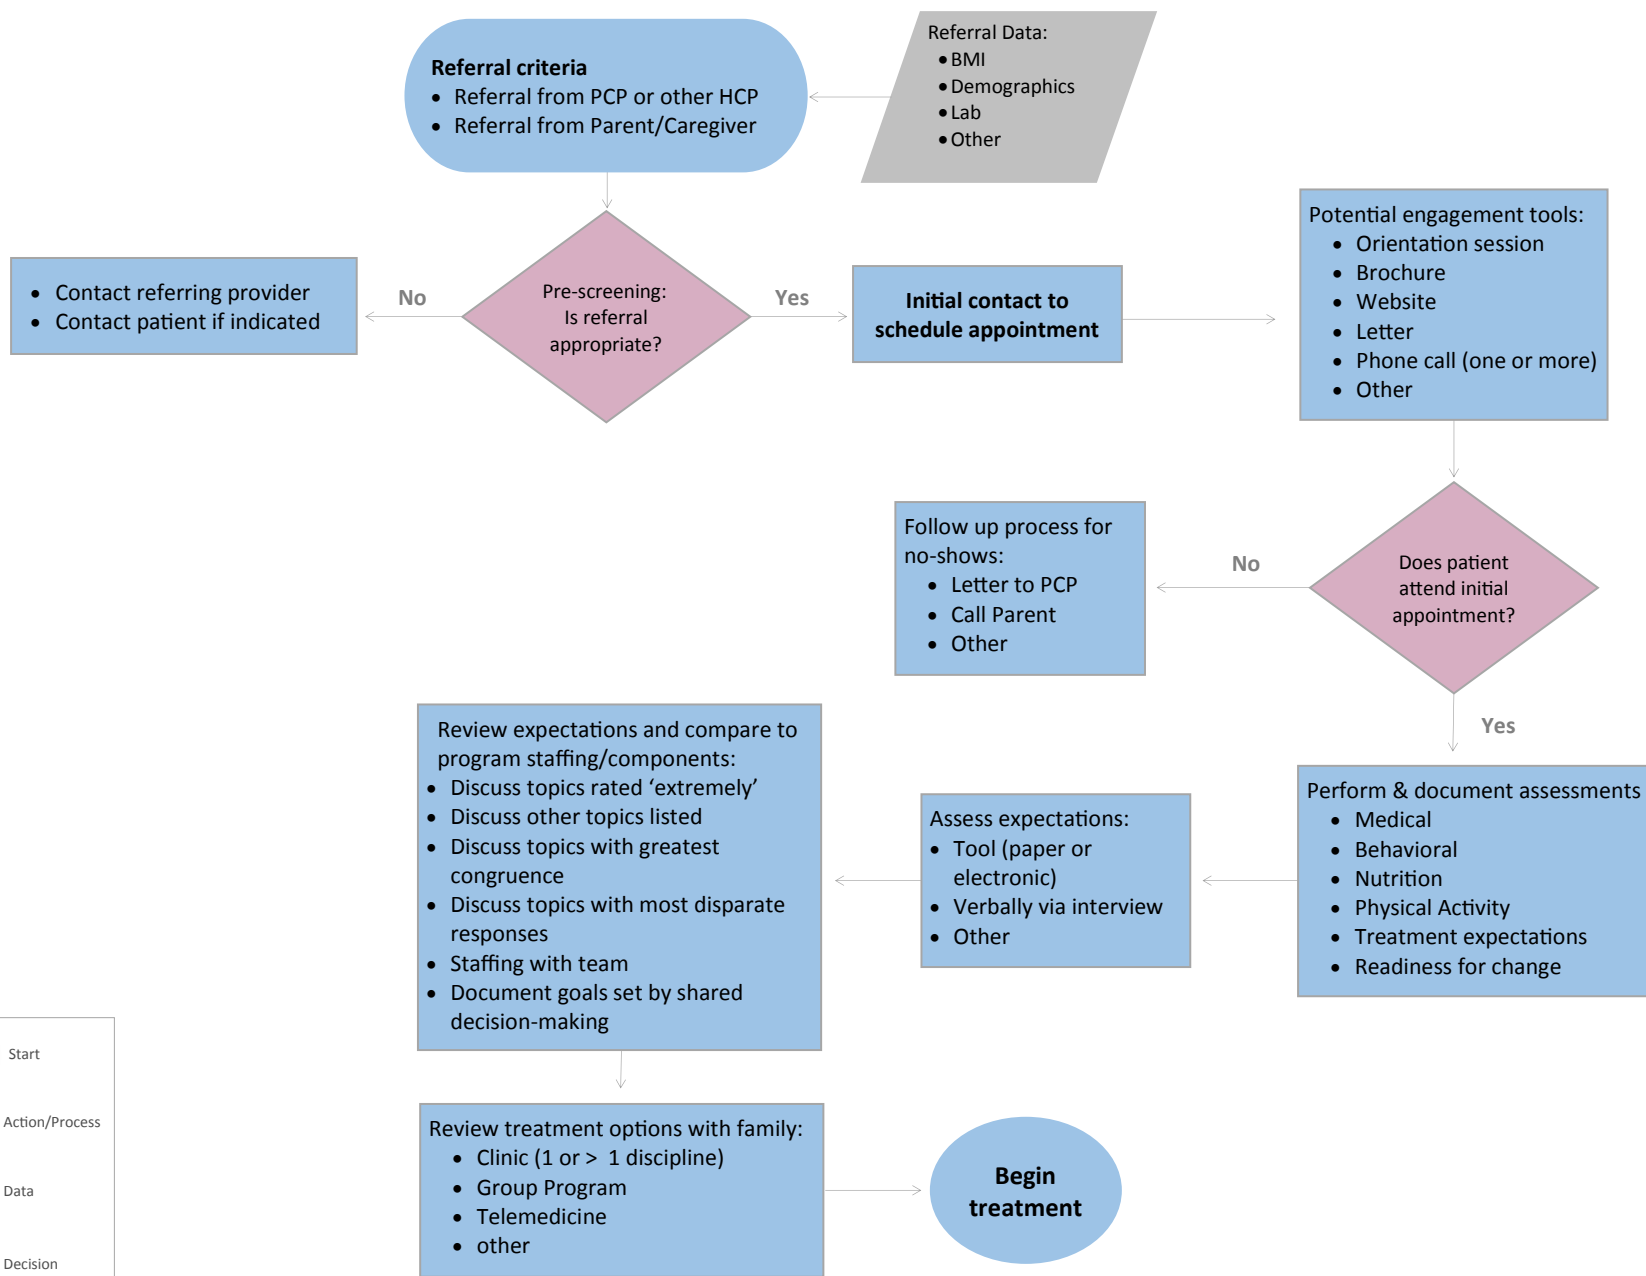 Referral criteria
• Referral from PCP or other HCP
• Referral from Parent/Caregiver
Referral Data:
• BMI
• Demographics
• Lab
• Other
• Contact referring provider
• Contact patient if indicated
No
Pre-screening:
Is referral
appropriate?
Yes
Initial contact to
schedule appointment
Potential engagement tools:
• Orientation session
• Brochure
• Website
• Letter
• Phone call (one or more)
• Other
Follow up process for
no-shows:
• Letter to PCP
• Call Parent
• Other
No
Does patient
attend initial
appointment?
Yes
Review expectations and compare to
program staffing/components:
• Discuss topics rated ‘extremely’
• Discuss other topics listed
• Discuss topics with greatest
congruence
• Discuss topics with most disparate
responses
• Staffing with team
• Document goals set by shared
decision-making
Assess expectations:
• Tool (paper or
electronic)
• Verbally via interview
• Other
Perform & document assessments
• Medical
• Behavioral
• Nutrition
• Physical Activity
• Treatment expectations
• Readiness for change
Start
Action/Process
Data
Decision
Review treatment options with family:
• Clinic (1 or > 1 discipline)
• Group Program
• Telemedicine
• other
Begin
treatment